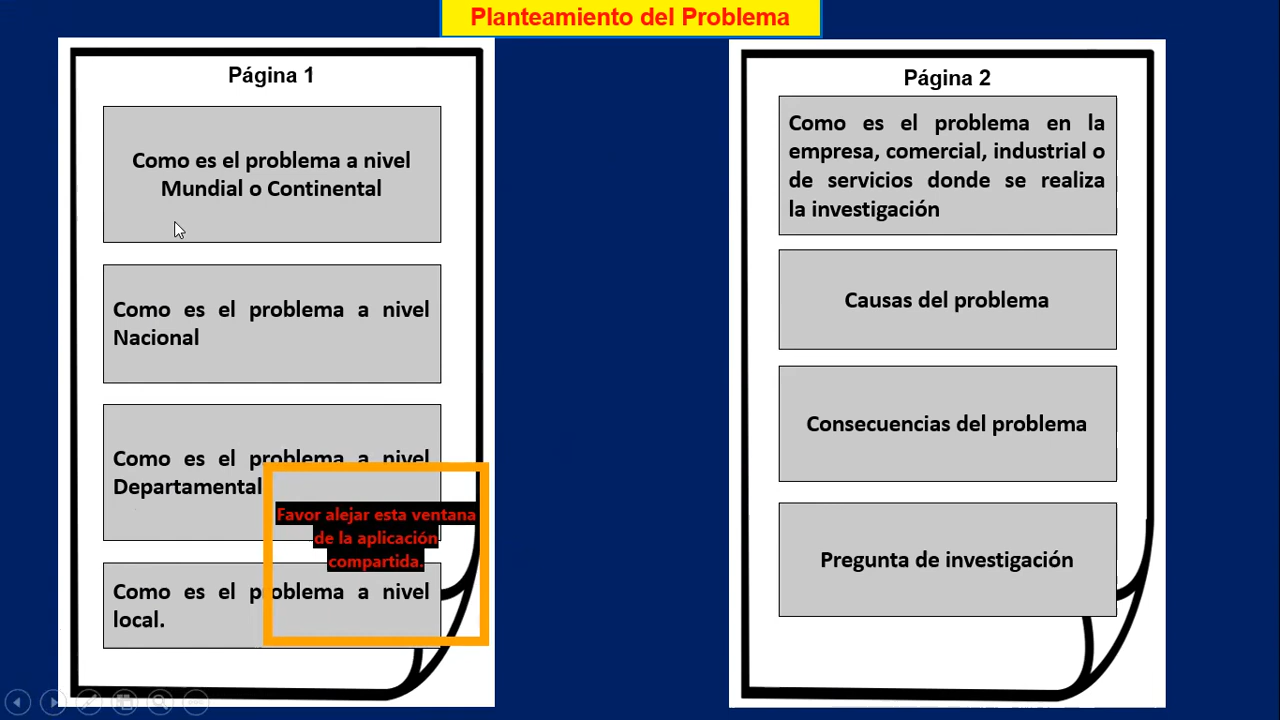 Planteamiento del Problema
Página 1
Como es el problema a nivel
Mundial o Continental
Como es el problema a nivel
Nacional
Como es el problema a nivel
Departamental
Favor alejar esta ventana
de la aplicación
compartida.
Como es el problema a nivel
local.
Página 2
Como es el problema en la
empresa, comercial, industrial o
de servicios donde se realiza
la investigación
Causas del problema
Consecuencias del problema
Pregunta de investigación